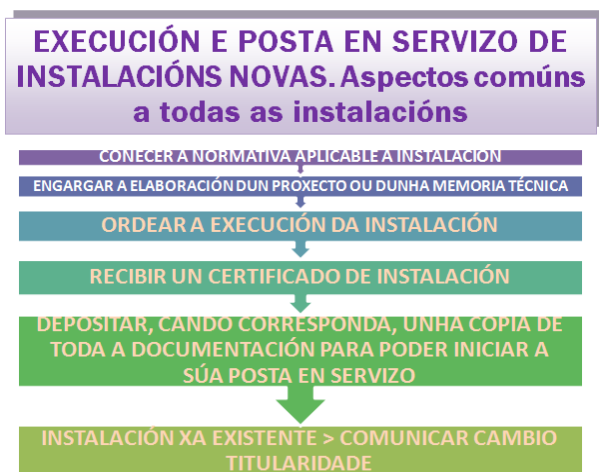 EXECUCIÓN E POSTA EN SERVIZO DE
INSTALACIÓNS NOVAS. Aspectos comúns
a todas as instalacións
CONECER A NORMATIVA APLICABLE A INSTALACIÓN
ENGARGAR A ELABORACIÓN DUN PROXECTO OU DUNHA MEMORIA TÉCNICA
ORDEAR A EXECUCIÓN DA INSTALACIÓN
RECIBIR UN CERTIFICADO DE INSTALACIÓN
DEPOSITAR, CANDO CORRESPONDA, UNHA COPIA DE
TODA A DOCUMENTACIÓN PARA PODER INICIAR A
SÚA POSTA EN SERVIZO
INSTALACIÓN XA EXISTENTE > COMUNICAR CAMBIO
TITULARIDADE